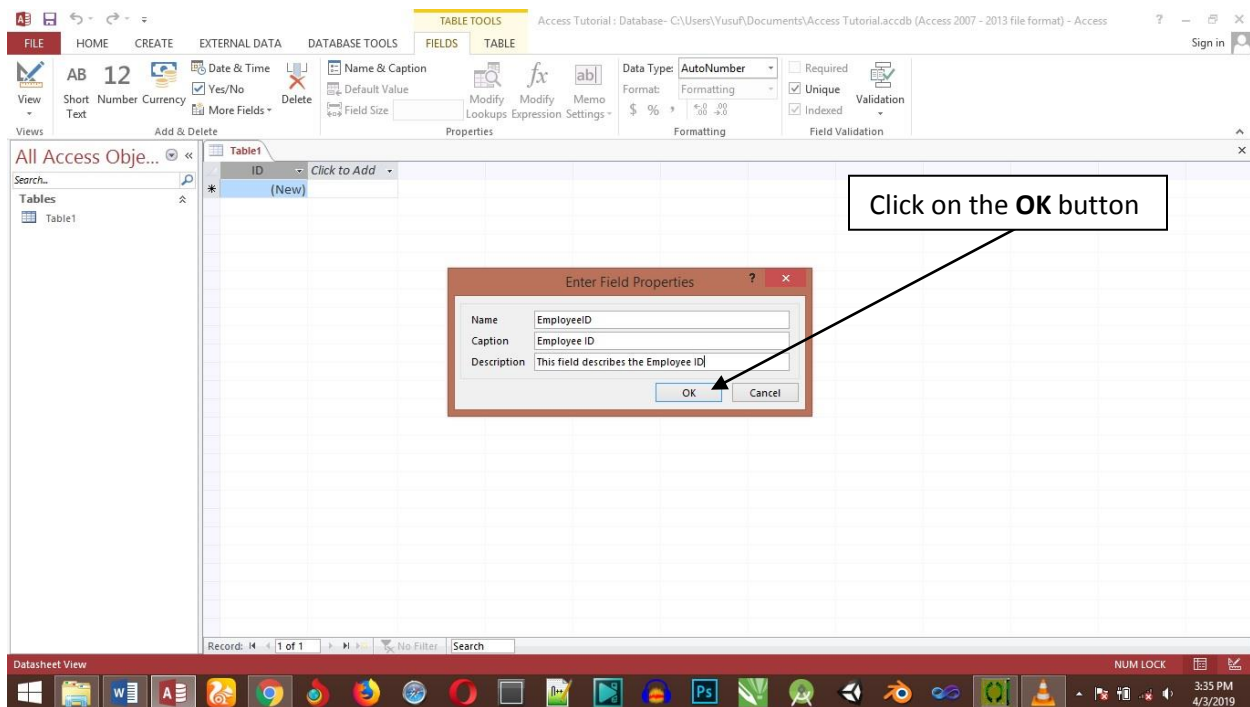 TABLE TOOLS
Access Tutorial : Database- C:\Users\Yusuf\Documents\Access Tutorial.accdb (Access 2007 - 2013 file format) - Access
?
FILE HOME CREATE EXTERNAL DATA DATABASE TOOLS FIELDS TABLE
Sign in
View
AB
Short Text
12
Number
Currency
Date & Time
Yes/No
More Fields
Delete
Name & Caption
Default Value
Field Size
Modify Lookups
fx
Modify Expression
ab|
Memo Settings
Data Type: AutoNumber
Format: Formatting
$ % ,
Required
Unique
Indexed
Validation
Views
Add & Delete
Properties
Formatting
Field Validation
All Access Obje...
Search...
Tables
Table1
Table1
ID Click to Add
* (New)
Click on the OK button
Enter Field Properties ?
Name EmployeeID
Caption Employee ID
Description This field describes the Employee ID
OK Cancel
Record: 1 of 1 No Filter Search
Datasheet View
NUM LOCK
Ps
3:35 PM
4/3/2019